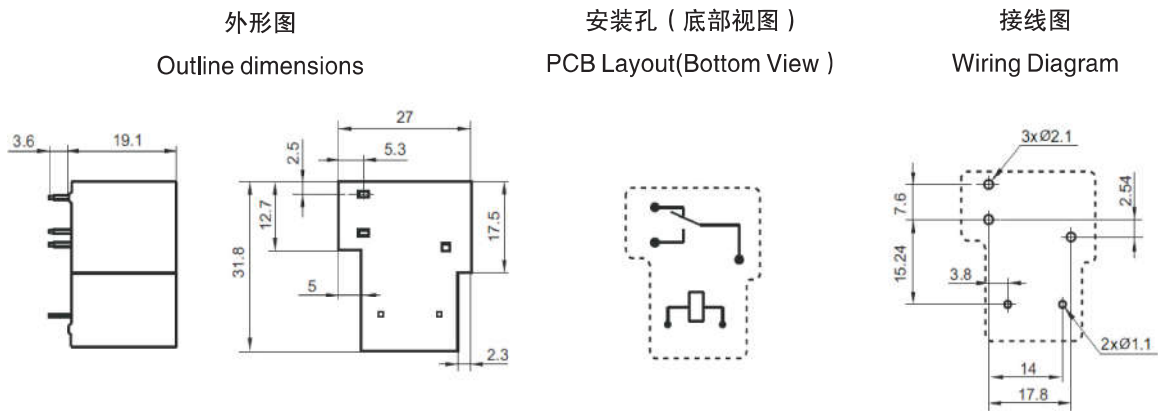 外形图
安装孔（底部视图）
接线图
Outline dimensions
PCB Layout(Bottom View )
Wiring Diagram
3.6
19.1
27
5.3
2.5
12.7
31.8
17.5
5
2.3
3xØ2.1
7.6
2.54
15.24
3.8
2xØ1.1
14
17.8